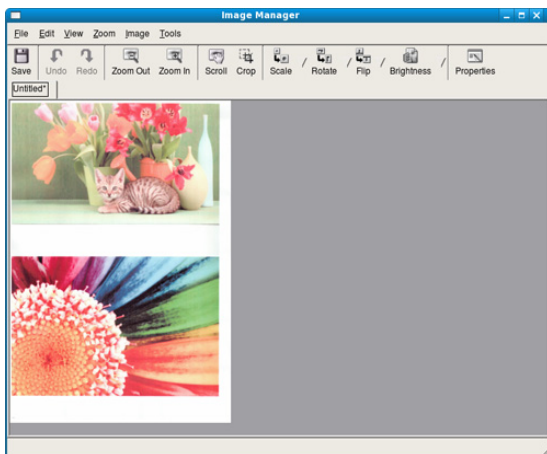 Image Manager
File Edit View Zoom Image Tools
Save Undo Redo Zoom Out Zoom In Scroll Crop Scale / Rotate / Flip / Brightness / Properties
Untitled*